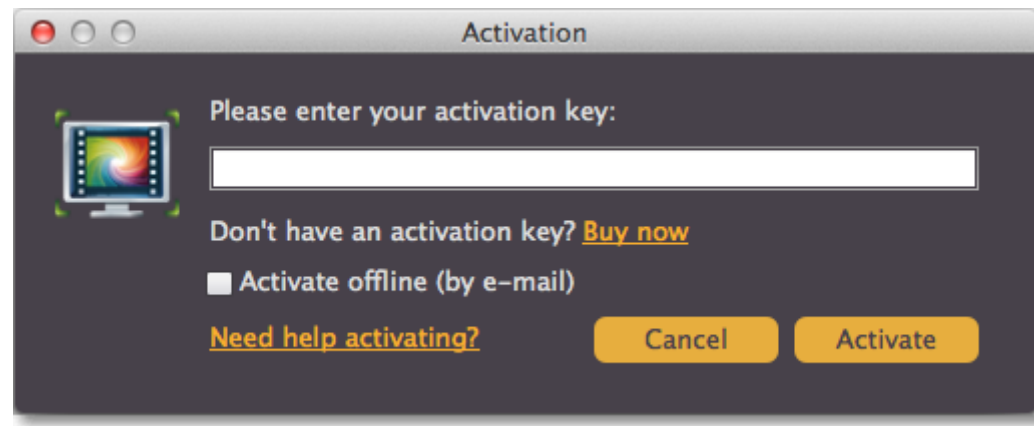 Activation
Please enter your activation key:
Don't have an activation key? Buy now
Activate offline (by e-mail)
Need help activating?
Cancel
Activate